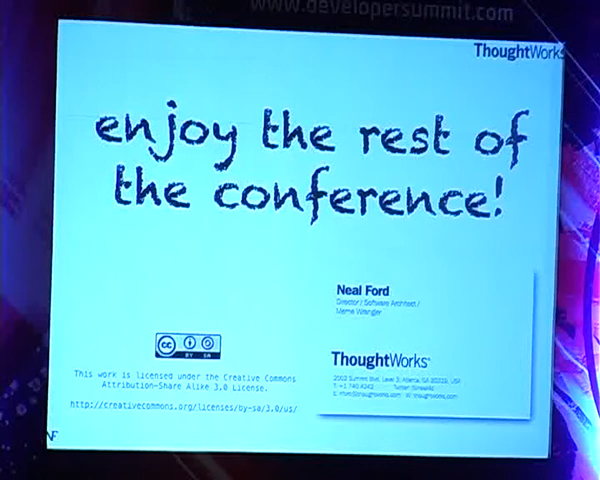 www.developersummit.com
ThoughtWorks
enjoy the rest of
the conference!
Neal Ford
Director / Software Architect /
Meme Wrangler
cc BY SA
ThoughtWorks
This work is licensed under the Creative Commons
Attribution-Share Alike 3.0 License.
http://creativecommons.org/licenses/by-sa/3.0/us/
NF